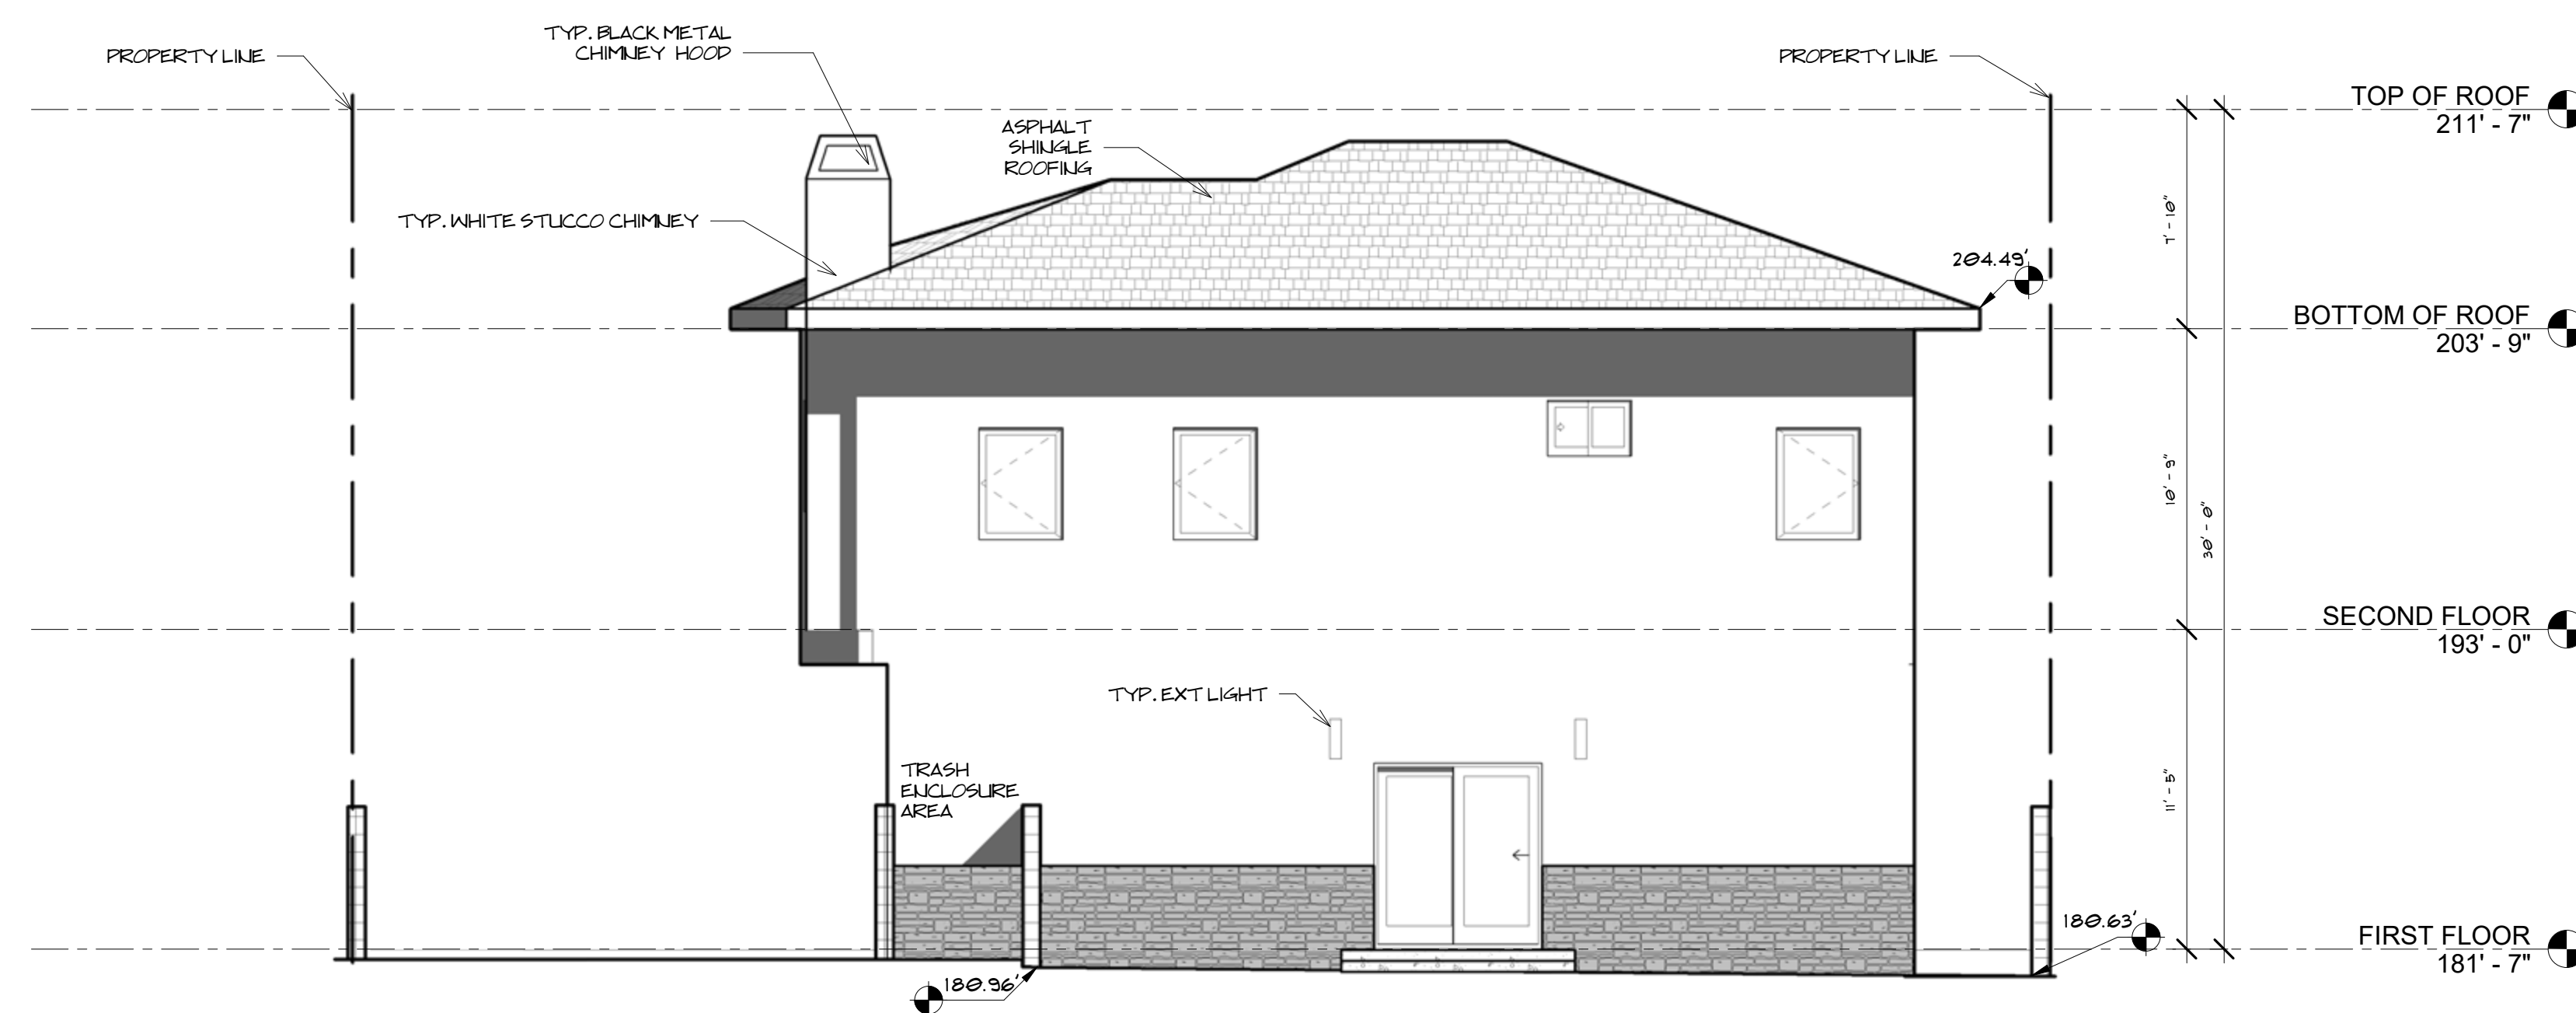 PROPERTY LINE
TYP. BLACK METAL
CHIMNEY HOOD
PROPERTY LINE
TOP OF ROOF
211' - 7"
ASPHALT
SHINGLE
ROOFING
TYP. WHITE STUCCO CHIMNEY
7' - 10"
204.49'
BOTTOM OF ROOF
203' - 9"
10' - 9"
30' - 0"
SECOND FLOOR
193' - 0"
TYP. EXT LIGHT
TRASH
ENCLOSURE
AREA
11' - 5"
180.63'
FIRST FLOOR
181' - 7"
180.96'